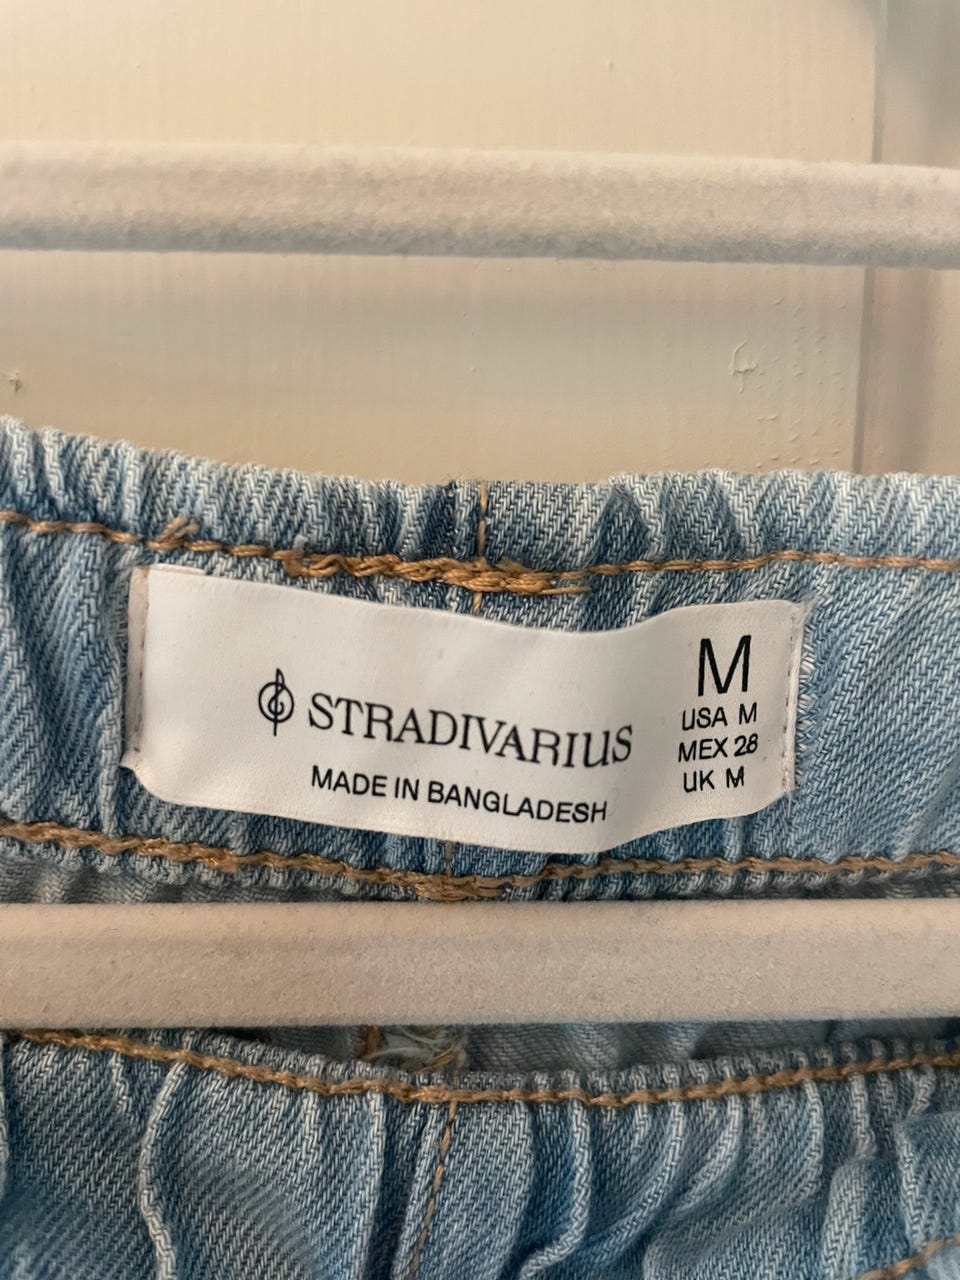 STRADIVARIUS
MADE IN BANGLADESH
M
USA M
MEX 28
UK M